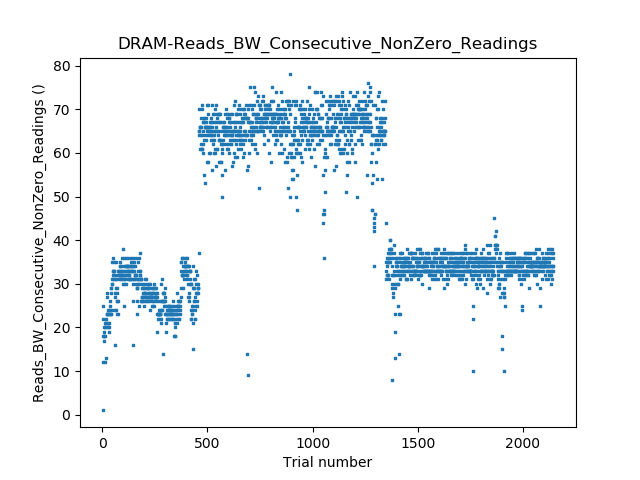 DRAM-Reads_BW_Consecutive_NonZero_Readings
Reads_BW_Consecutive_NonZero_Readings ()
80
70
60
50
40
30
20
10
0
0 500 1000 1500 2000
Trial number